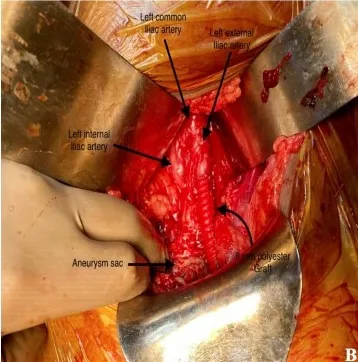 Left common
Iliac artery
Left external
Iliac artery
Left internal
Iliac artery
polyester
Graft
Aneurysm sac
B